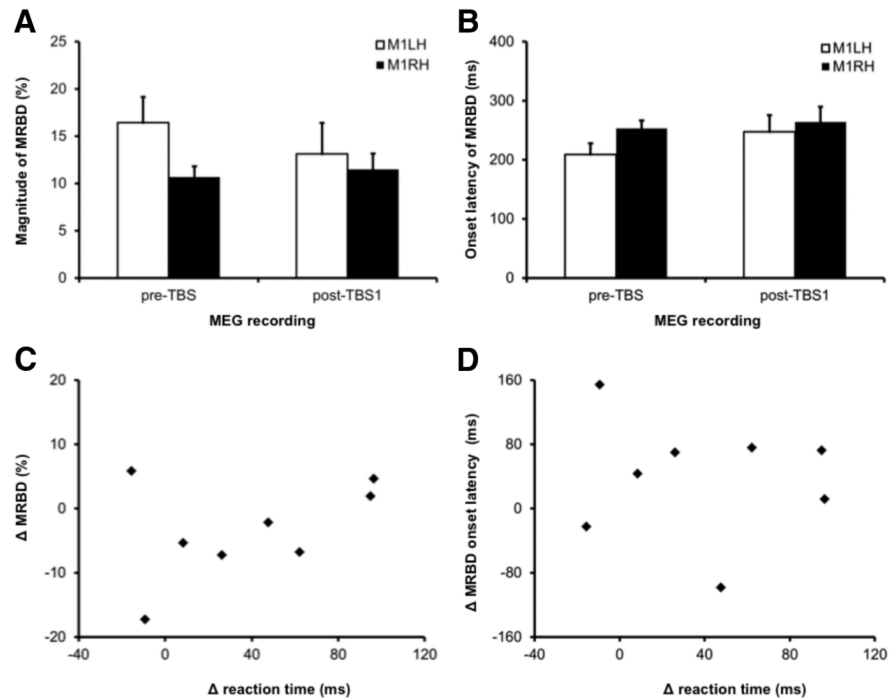 A
Magnitude of MRBD (%)
25
20
15
10
5
0
M1LH
M1RH
pre-TBS post-TBS1
MEG recording
B
Onset latency of MRBD (ms)
400
300
200
100
0
M1LH
M1RH
pre-TBS post-TBS1
MEG recording
C
Δ MRBD (%)
20
10
0
-10
-20
-40 0 40 80 120
Δ reaction time (ms)
D
Δ MRBD onset latency (ms)
160
80
0
-80
-160
-40 0 40 80 120
Δ reaction time (ms)